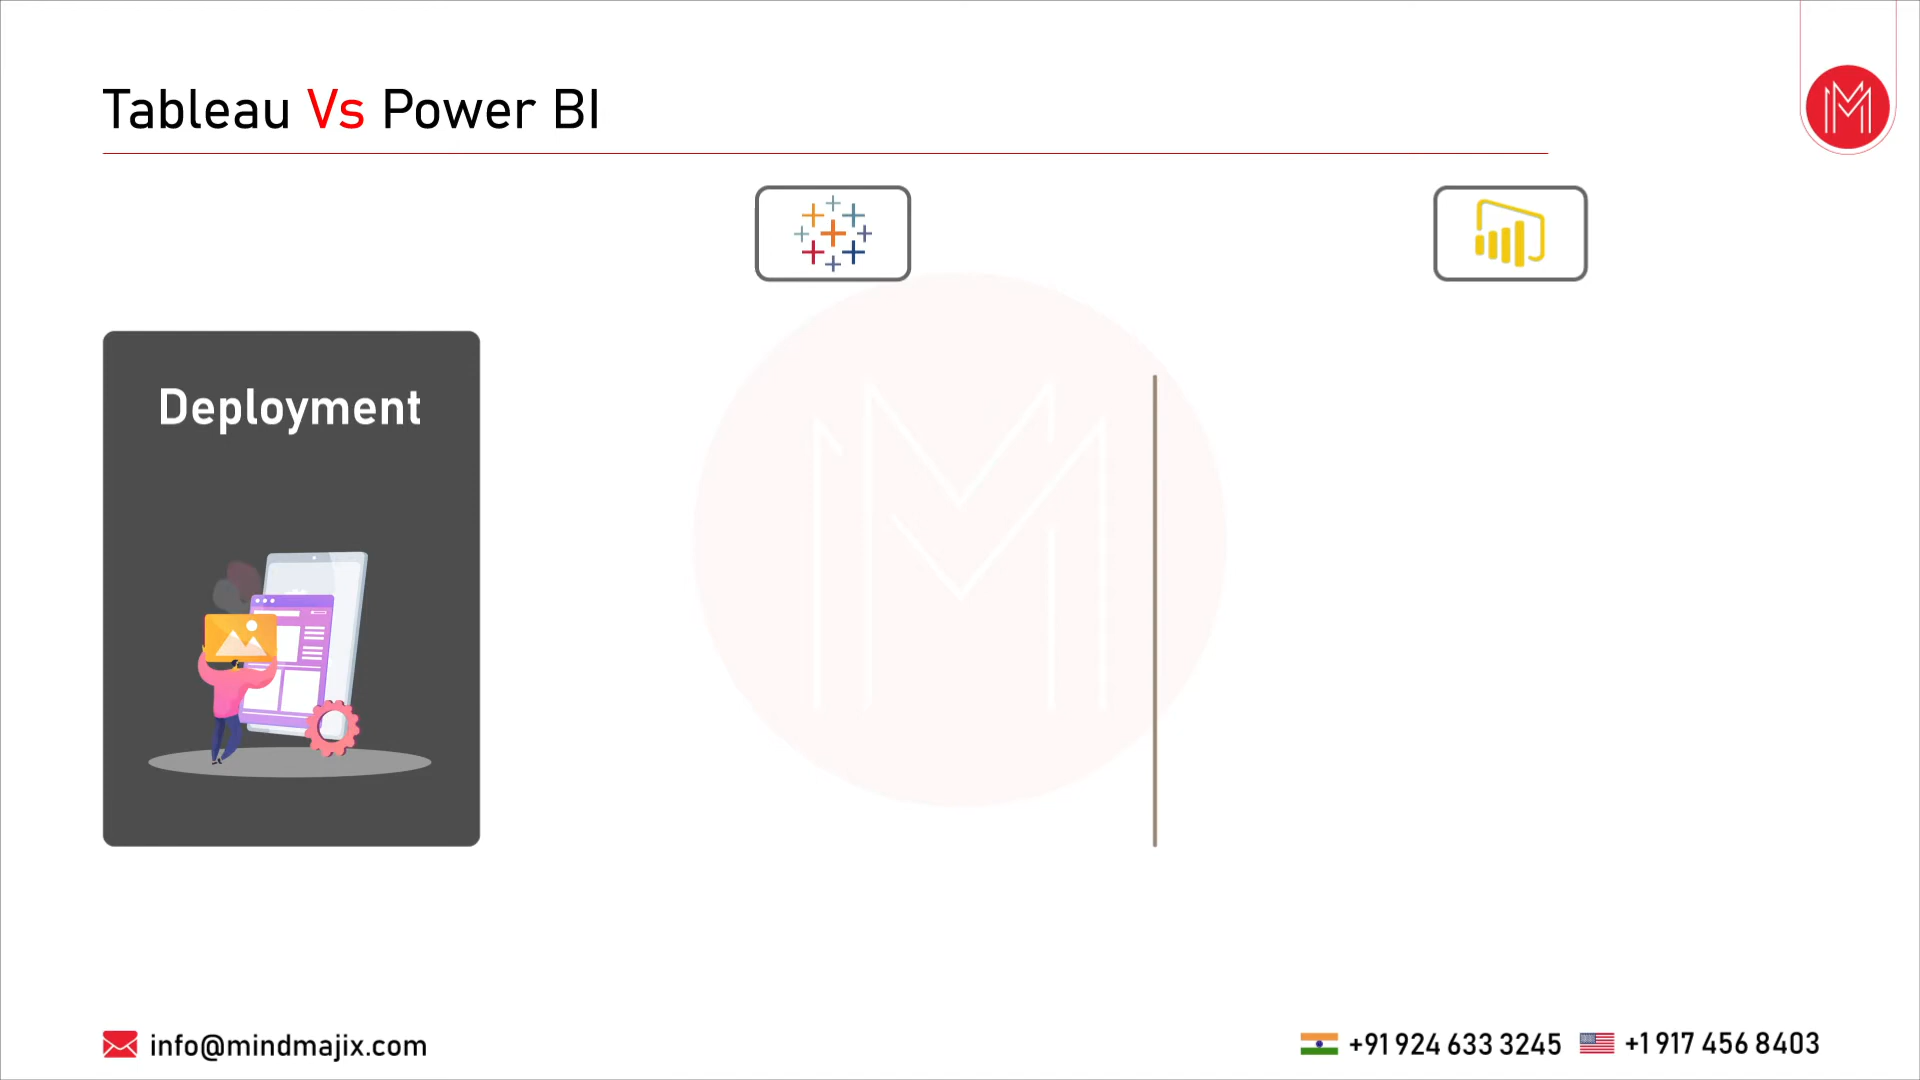 Tableau Vs Power BI
Deployment
info@mindmajix.com
+91 924 633 3245
+1 917 456 8403